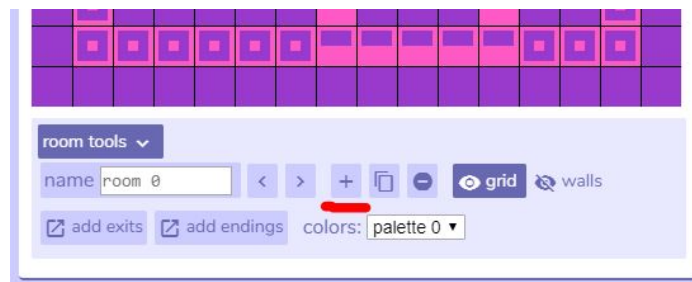 room tools
name room 0 grid walls
add exits add endings colors: palette 0